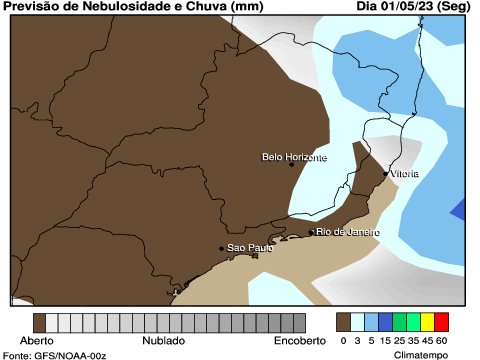 Previsão de Nebulosidade e Chuva (mm) Dia 01/05/23 (Seg)
Belo Horizonte
Vitoria
Rio de Janeiro
Sao Paulo
Aberto Nublado Encoberto
0 3 5 15 25 35 45 60
Fonte: GFS/NOAA-00z Climatempo